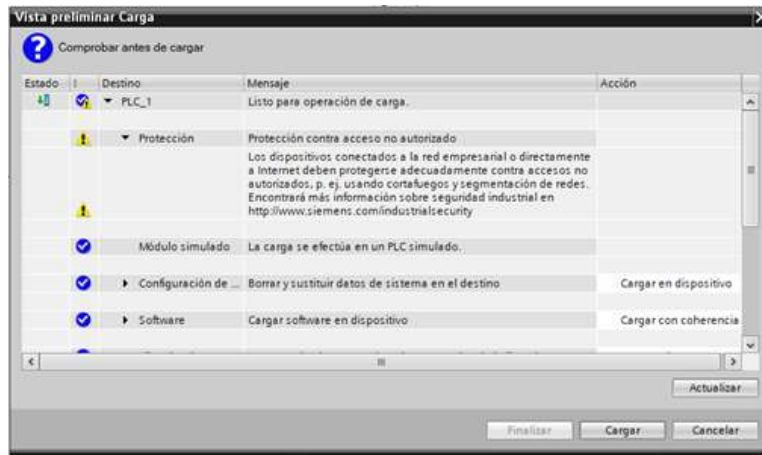 Vista preliminar Carga
Comprobar antes de cargar
Estado ! Destino Mensaje Acción
PLC_1 Listo para operación de carga.
Protección Protección contra acceso no autorizado
Los dispositivos conectados a la red empresarial o directamente
a Internet deben protegerse adecuadamente contra accesos no
autorizados, p. ej. usando cortafuegos y segmentación de redes.
Encontrará más información sobre seguridad industrial en
http://www.siemens.com/industrialsecurity
Módulo simulado La carga se efectúa en un PLC simulado.
Configuración de ... Borrar y sustituir datos de sistema en el destino Cargar en dispositivo
Software Cargar software en dispositivo Cargar con coherencia
Actualizar
Finalizar Cargar Cancelar